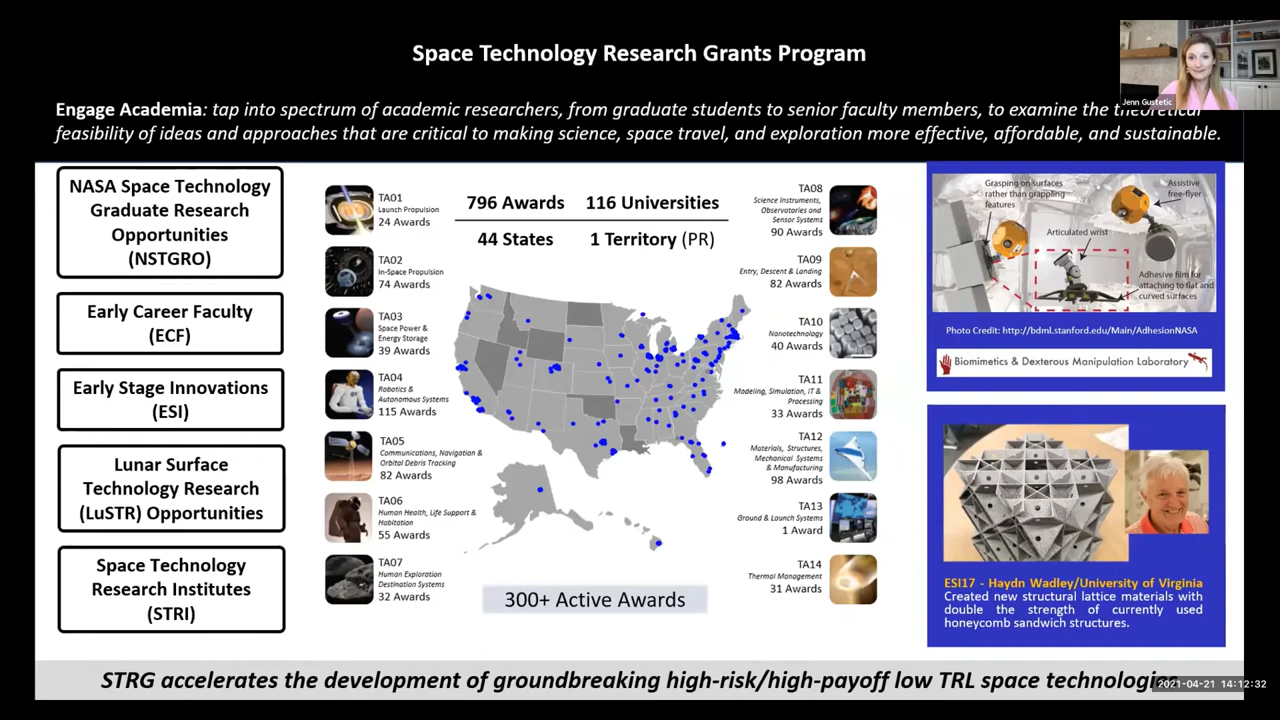 Space Technology Research Grants Program
Jenn Gustetic
Engage Academia: tap into spectrum of academic researchers, from graduate students to senior faculty members, to examine the theoretical
feasibility of ideas and approaches that are critical to making science, space travel, and exploration more effective, affordable, and sustainable.
NASA Space Technology
Graduate Research
Opportunities
(NSTGRO)
Early Career Faculty
(ECF)
Early Stage Innovations
(ESI)
Lunar Surface
Technology Research
(LuSTR) Opportunities
Space Technology
Research Institutes
(STRI)
TA01
Launch Propulsion
24 Awards
TA02
In-Space Propulsion
74 Awards
TA03
Space Power &
Energy Storage
39 Awards
TA04
Robotics &
Autonomous Systems
115 Awards
TA05
Communications, Navigation &
Orbital Debris Tracking
82 Awards
TA06
Human Health, Life Support &
Habitation
55 Awards
TA07
Human Exploration
Destination Systems
32 Awards
796 Awards 116 Universities
44 States 1 Territory (PR)
300+ Active Awards
TA08
Science Instruments,
Observatories and
Sensor Systems
90 Awards
TA09
Entry, Descent & Landing
82 Awards
TA10
Nanotechnology
40 Awards
TA11
Modeling, Simulation, IT &
Processing
33 Awards
TA12
Materials, Structures,
Mechanical Systems
& Manufacturing
98 Awards
TA13
Ground & Launch Systems
1 Award
TA14
Thermal Management
31 Awards
Grasping on surfaces
rather than grappling
features
Assistive
free-flyer
Articulated wrist
Adhesive film for
attaching to flat and
curved surfaces
Photo Credit: http://bdml.stanford.edu/Main/AdhesionNASA
Biomimetics & Dexterous Manipulation Laboratory
ESI17 - Haydn Wadley/University of Virginia
Created new structural lattice materials with
double the strength of currently used
honeycomb sandwich structures.
STRG accelerates the development of groundbreaking high-risk/high-payoff low TRL space technologies
2021-04-21 14:12:32